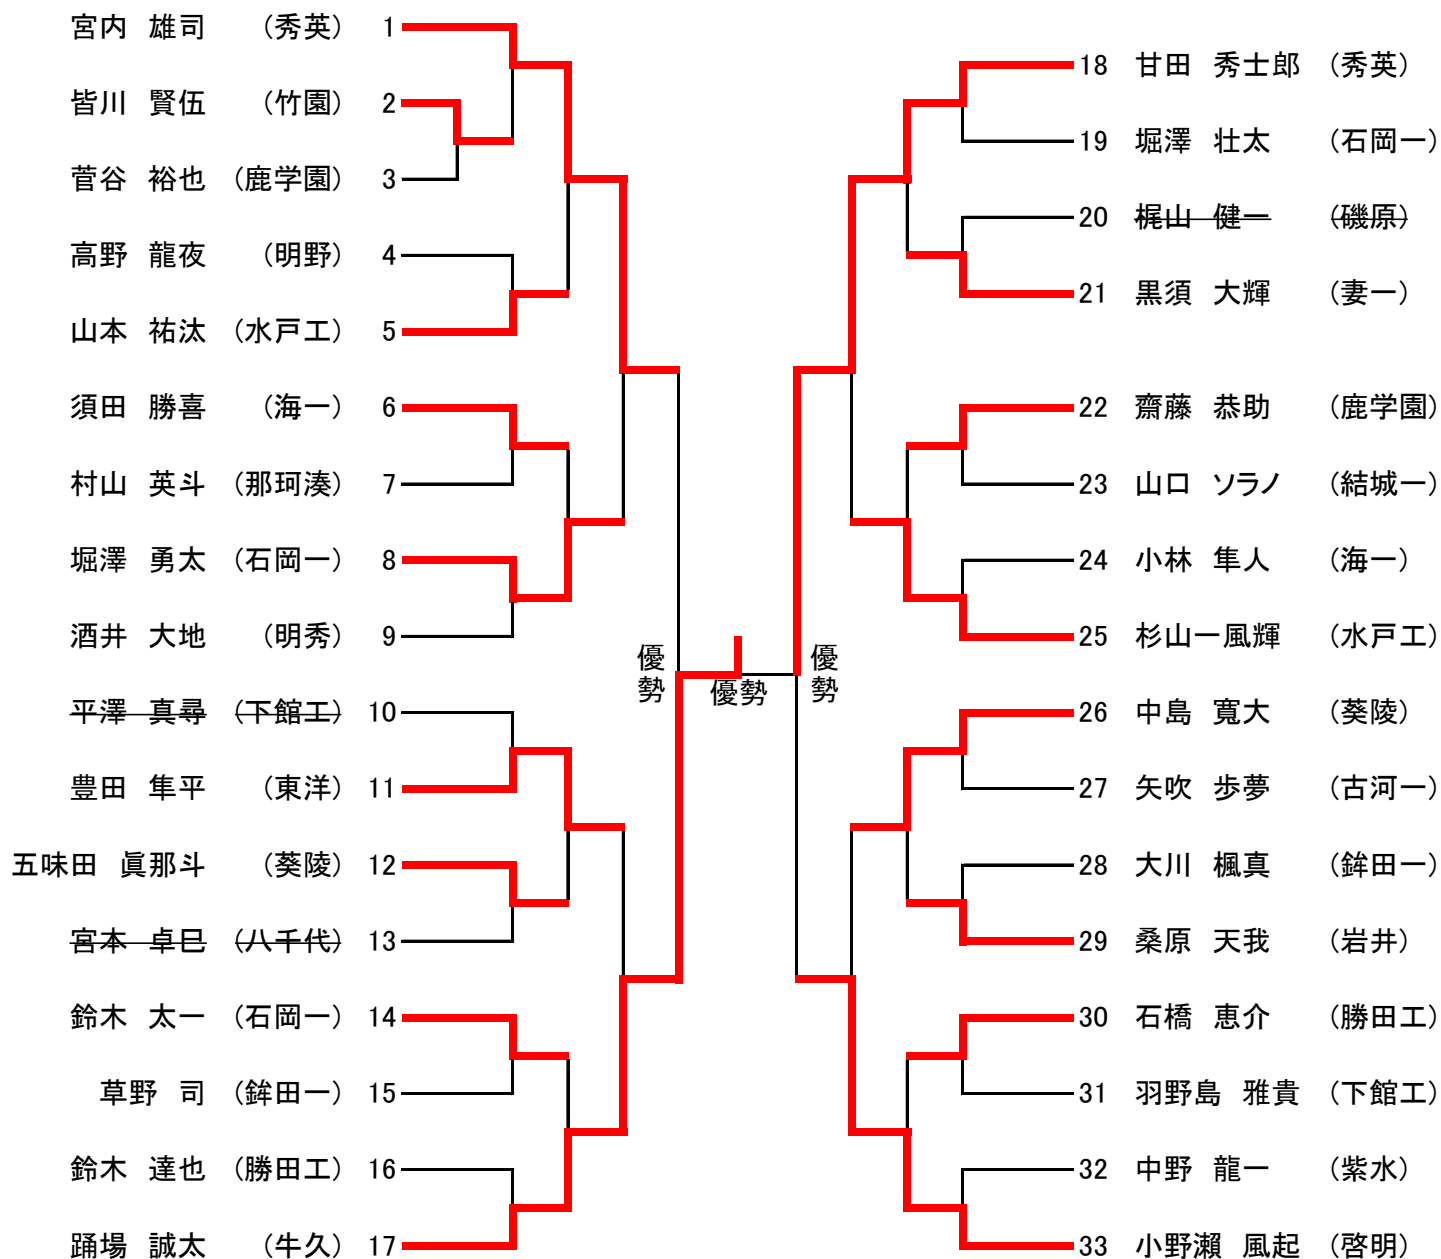 宮内 雄司 (秀英) 1
皆川 賢伍 (竹園) 2
菅谷 裕也 (鹿学園) 3
高野 龍夜 (明野) 4
山本 祐汰 (水戸工) 5
須田 勝喜 (海一) 6
村山 英斗 (那珂湊) 7
堀澤 勇太 (石岡一) 8
酒井 大地 (明秀) 9
平澤 真尋 (下館工) 10
豊田 隼平 (東洋) 11
五味田 眞那斗 (葵陵) 12
宮本 卓巳 (八千代) 13
鈴木 太一 (石岡一) 14
草野 司 (鉾田一) 15
鈴木 達也 (勝田工) 16
踊場 誠太 (牛久) 17
優勢
優勢
優勢
18 甘田 秀士郎 (秀英)
19 堀澤 壮太 (石岡一)
20 梶山 健一 (磯原)
21 黒須 大輝 (妻一)
22 齋藤 恭助 (鹿学園)
23 山口 ソラノ (結城一)
24 小林 隼人 (海一)
25 杉山一風輝 (水戸工)
26 中島 寛大 (葵陵)
27 矢吹 歩夢 (古河一)
28 大川 楓真 (鉾田一)
29 桑原 天我 (岩井)
30 石橋 恵介 (勝田工)
31 羽野島 雅貴 (下館工)
32 中野 龍一 (紫水)
33 小野瀬 風起 (啓明)